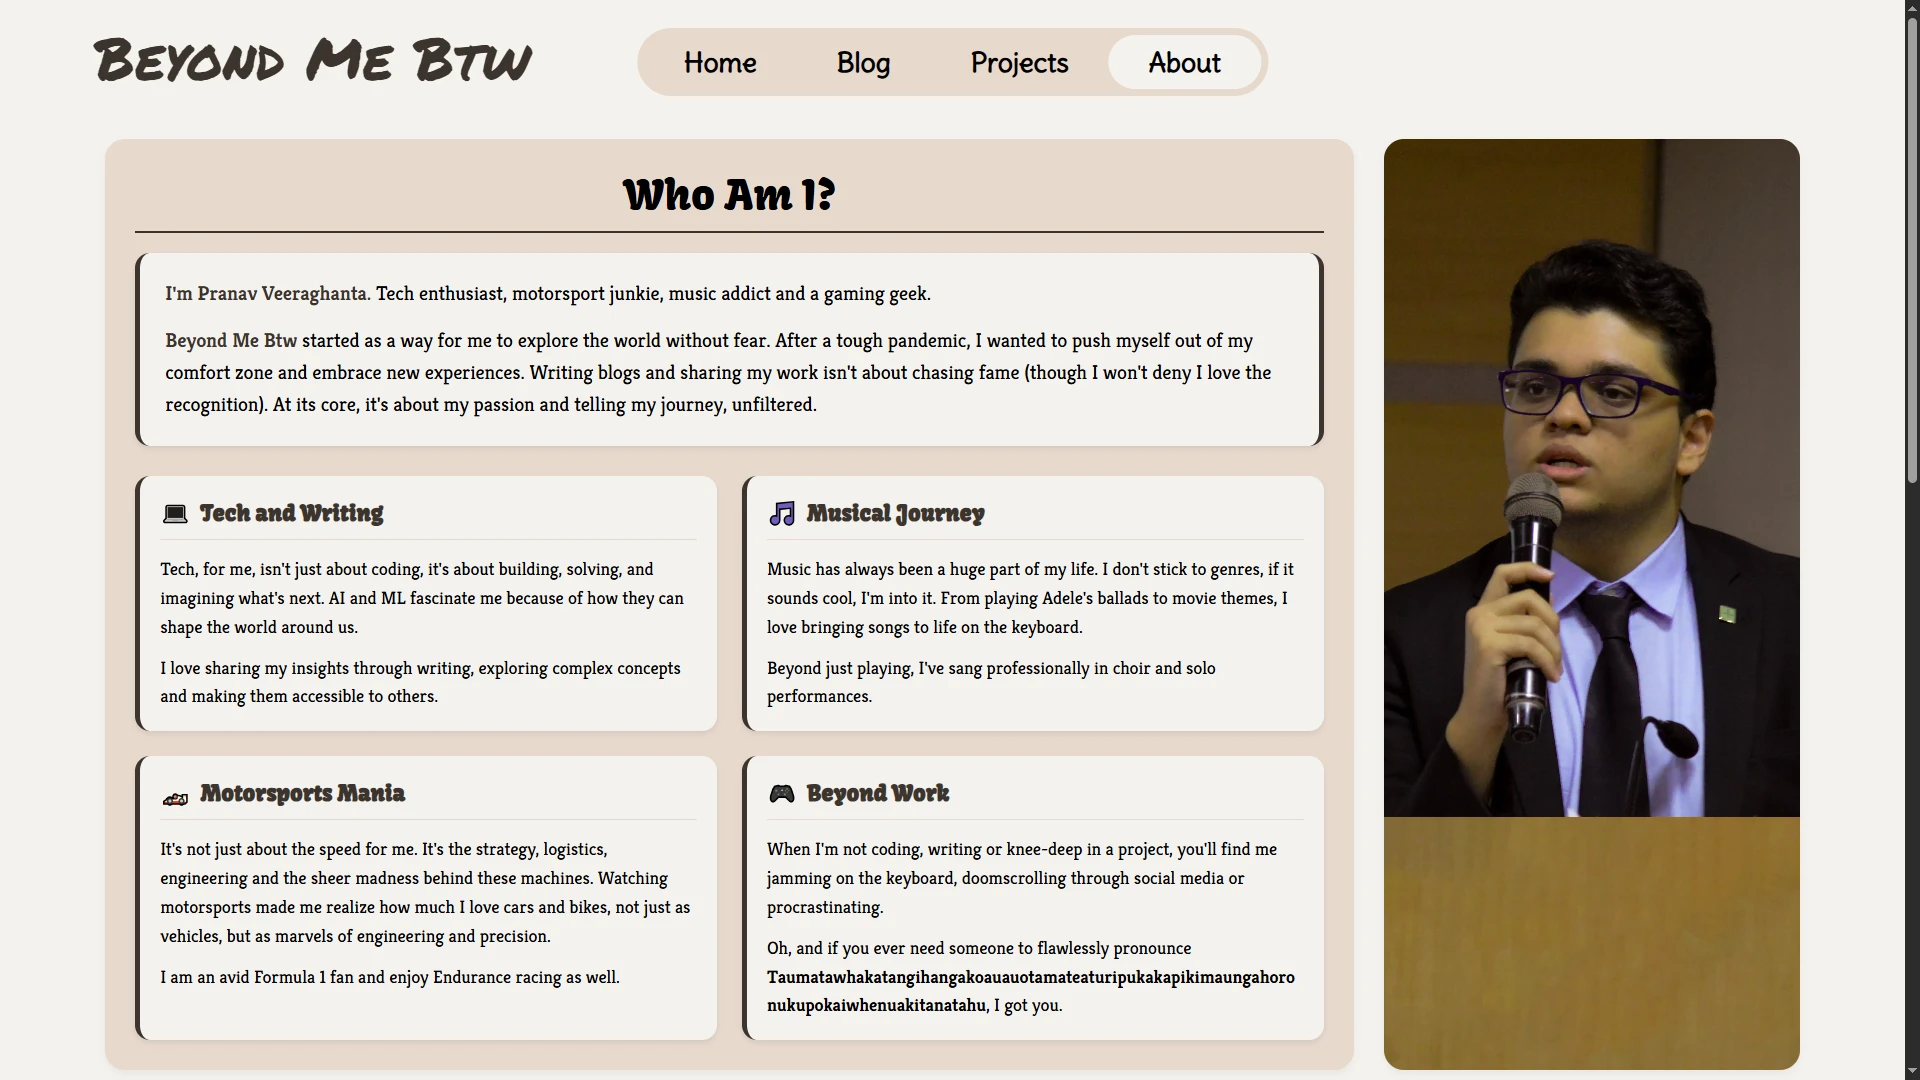 Beyond Me Btw
Home
Blog
Projects
About
Who Am I?
I'm Pranav Veeraghanta. Tech enthusiast, motorsport junkie, music addict and a gaming geek.
Beyond Me Btw started as a way for me to explore the world without fear. After a tough pandemic, I wanted to push myself out of my
comfort zone and embrace new experiences. Writing blogs and sharing my work isn't about chasing fame (though I won't deny I love the
recognition). At its core, it's about my passion and telling my journey, unfiltered.
Tech and Writing
Tech, for me, isn't just about coding, it's about building, solving, and
imagining what's next. AI and ML fascinate me because of how they can
shape the world around us.
I love sharing my insights through writing, exploring complex concepts
and making them accessible to others.
Musical Journey
Music has always been a huge part of my life. I don't stick to genres, if it
sounds cool, I'm into it. From playing Adele's ballads to movie themes, I
love bringing songs to life on the keyboard.
Beyond just playing, I've sang professionally in choir and solo
performances.
Motorsports Mania
It's not just about the speed for me. It's the strategy, logistics,
engineering and the sheer madness behind these machines. Watching
motorsports made me realize how much I love cars and bikes, not just as
vehicles, but as marvels of engineering and precision.
I am an avid Formula 1 fan and enjoy Endurance racing as well.
Beyond Work
When I'm not coding, writing or knee-deep in a project, you'll find me
jamming on the keyboard, doomscrolling through social media or
procrastinating.
Oh, and if you ever need someone to flawlessly pronounce
Taumatawhakatangihangakoauauotamateaturipukakapikimaungahoro
nukupokaiwhenuakitanatahu, I got you.